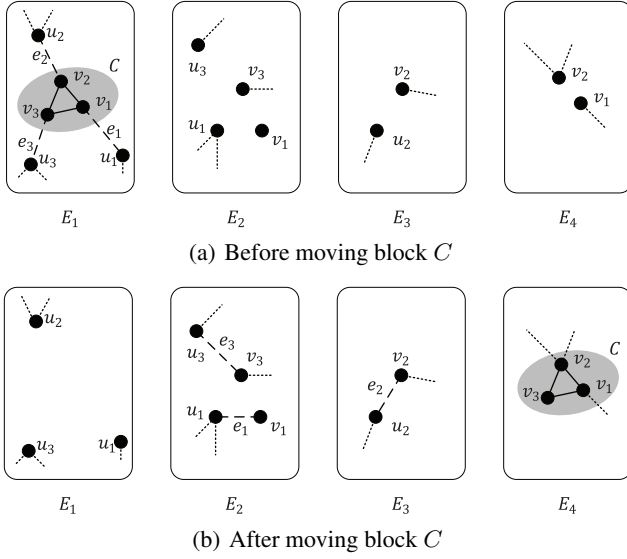 u₂
e₂
C
v₂
v₃
v₁
e₁
e₃
u₃
u₁
u₃
v₃
u₁
v₁
v₂
u₂
v₂
v₁
E₁
E₂
E₃
E₄
(a) Before moving block C
u₂
u₃
u₁
e₃
u₃
v₃
u₁
e₁
v₁
v₂
e₂
u₂
C
v₂
v₃
v₁
E₁
E₂
E₃
E₄
(b) After moving block C